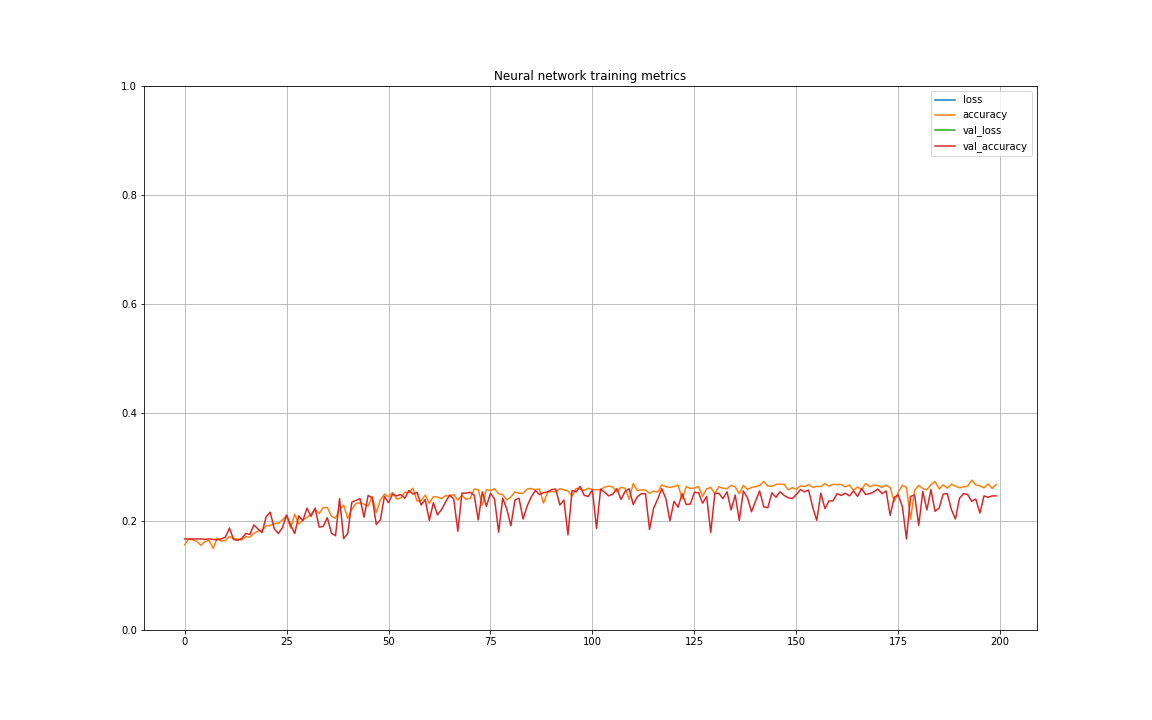 Neural network training metrics
1.0
loss
accuracy
val_loss
val_accuracy
0.8
0.6
0.4
0.2
0.0
0 25 50 75 100 125 150 175 200